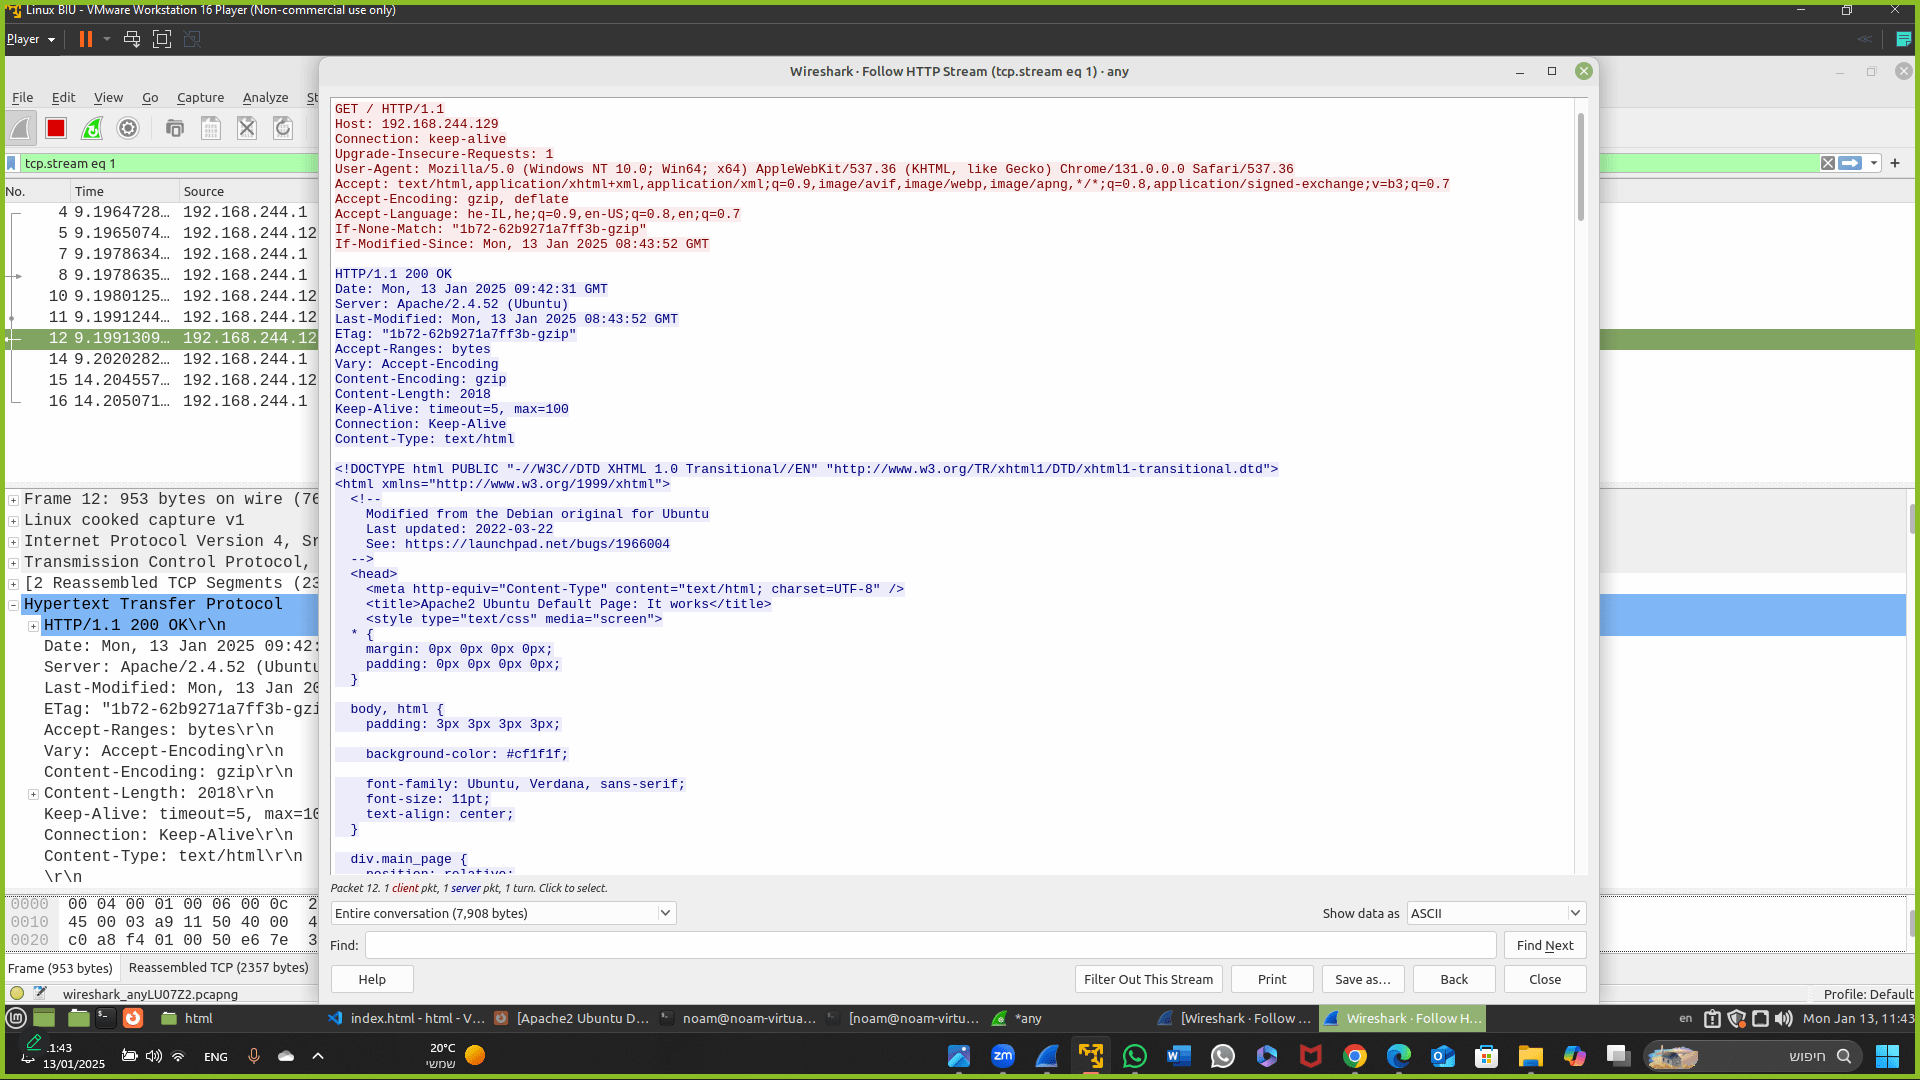 Linux BIU - VMware Workstation 16 Player (Non-commercial use only)
Player
Wireshark · Follow HTTP Stream (tcp.stream eq 1) · any
File Edit View Go Capture Analyze St
tcp.stream eq 1
No. Time Source
4 9.1964728… 192.168.244.1
5 9.1965074… 192.168.244.12
7 9.1978634… 192.168.244.1
8 9.1978635… 192.168.244.1
10 9.1980125… 192.168.244.12
11 9.1991244… 192.168.244.12
12 9.1991309… 192.168.244.12
14 9.2020282… 192.168.244.1
15 14.204557… 192.168.244.12
16 14.205071… 192.168.244.1
Frame 12: 953 bytes on wire (76
Linux cooked capture v1
Internet Protocol Version 4, Sr
Transmission Control Protocol,
[2 Reassembled TCP Segments (23
Hypertext Transfer Protocol
HTTP/1.1 200 OK\r\n
Date: Mon, 13 Jan 2025 09:42:
Server: Apache/2.4.52 (Ubuntu
Last-Modified: Mon, 13 Jan 20
ETag: "1b72-62b9271a7ff3b-gzi
Accept-Ranges: bytes\r\n
Vary: Accept-Encoding\r\n
Content-Encoding: gzip\r\n
Content-Length: 2018\r\n
Keep-Alive: timeout=5, max=10
Connection: Keep-Alive\r\n
Content-Type: text/html\r\n
\r\n
0000 00 04 00 01 00 06 00 0c 2
0010 45 00 03 a9 11 50 40 00 4
0020 c0 a8 f4 01 00 50 e6 7e 3
Frame (953 bytes) Reassembled TCP (2357 bytes)
wireshark_anyLU07Z2.pcapng
Profile: Default
GET / HTTP/1.1
Host: 192.168.244.129
Connection: keep-alive
Upgrade-Insecure-Requests: 1
User-Agent: Mozilla/5.0 (Windows NT 10.0; Win64; x64) AppleWebKit/537.36 (KHTML, like Gecko) Chrome/131.0.0.0 Safari/537.36
Accept: text/html,application/xhtml+xml,application/xml;q=0.9,image/avif,image/webp,image/apng,*/*;q=0.8,application/signed-exchange;v=b3;q=0.7
Accept-Encoding: gzip, deflate
Accept-Language: he-IL,he;q=0.9,en-US;q=0.8,en;q=0.7
If-None-Match: "1b72-62b9271a7ff3b-gzip"
If-Modified-Since: Mon, 13 Jan 2025 08:43:52 GMT
HTTP/1.1 200 OK
Date: Mon, 13 Jan 2025 09:42:31 GMT
Server: Apache/2.4.52 (Ubuntu)
Last-Modified: Mon, 13 Jan 2025 08:43:52 GMT
ETag: "1b72-62b9271a7ff3b-gzip"
Accept-Ranges: bytes
Vary: Accept-Encoding
Content-Encoding: gzip
Content-Length: 2018
Keep-Alive: timeout=5, max=100
Connection: Keep-Alive
Content-Type: text/html
<!DOCTYPE html PUBLIC "-//W3C//DTD XHTML 1.0 Transitional//EN" "http://www.w3.org/TR/xhtml1/DTD/xhtml1-transitional.dtd">
<html xmlns="http://www.w3.org/1999/xhtml">
<!--
Modified from the Debian original for Ubuntu
Last updated: 2022-03-22
See: https://launchpad.net/bugs/1966004
-->
<head>
<meta http-equiv="Content-Type" content="text/html; charset=UTF-8" />
<title>Apache2 Ubuntu Default Page: It works</title>
<style type="text/css" media="screen">
* {
margin: 0px 0px 0px 0px;
padding: 0px 0px 0px 0px;
}
body, html {
padding: 3px 3px 3px 3px;
background-color: #cf1f1f;
font-family: Ubuntu, Verdana, sans-serif;
font-size: 11pt;
text-align: center;
}
div.main_page {
position: relative;
Packet 12. 1 client pkt, 1 server pkt, 1 turn. Click to select.
Entire conversation (7,908 bytes) Show data as ASCII
Find: Find Next
Help Filter Out This Stream Print Save as… Back Close
html index.html - html - V… [Apache2 Ubuntu D… noam@noam-virtua… [noam@noam-virtu… *any [Wireshark · Follow … Wireshark · Follow H… en Mon Jan 13, 11:43
11:43
13/01/2025
ENG
20°C
שמשי
zm
חיפוש